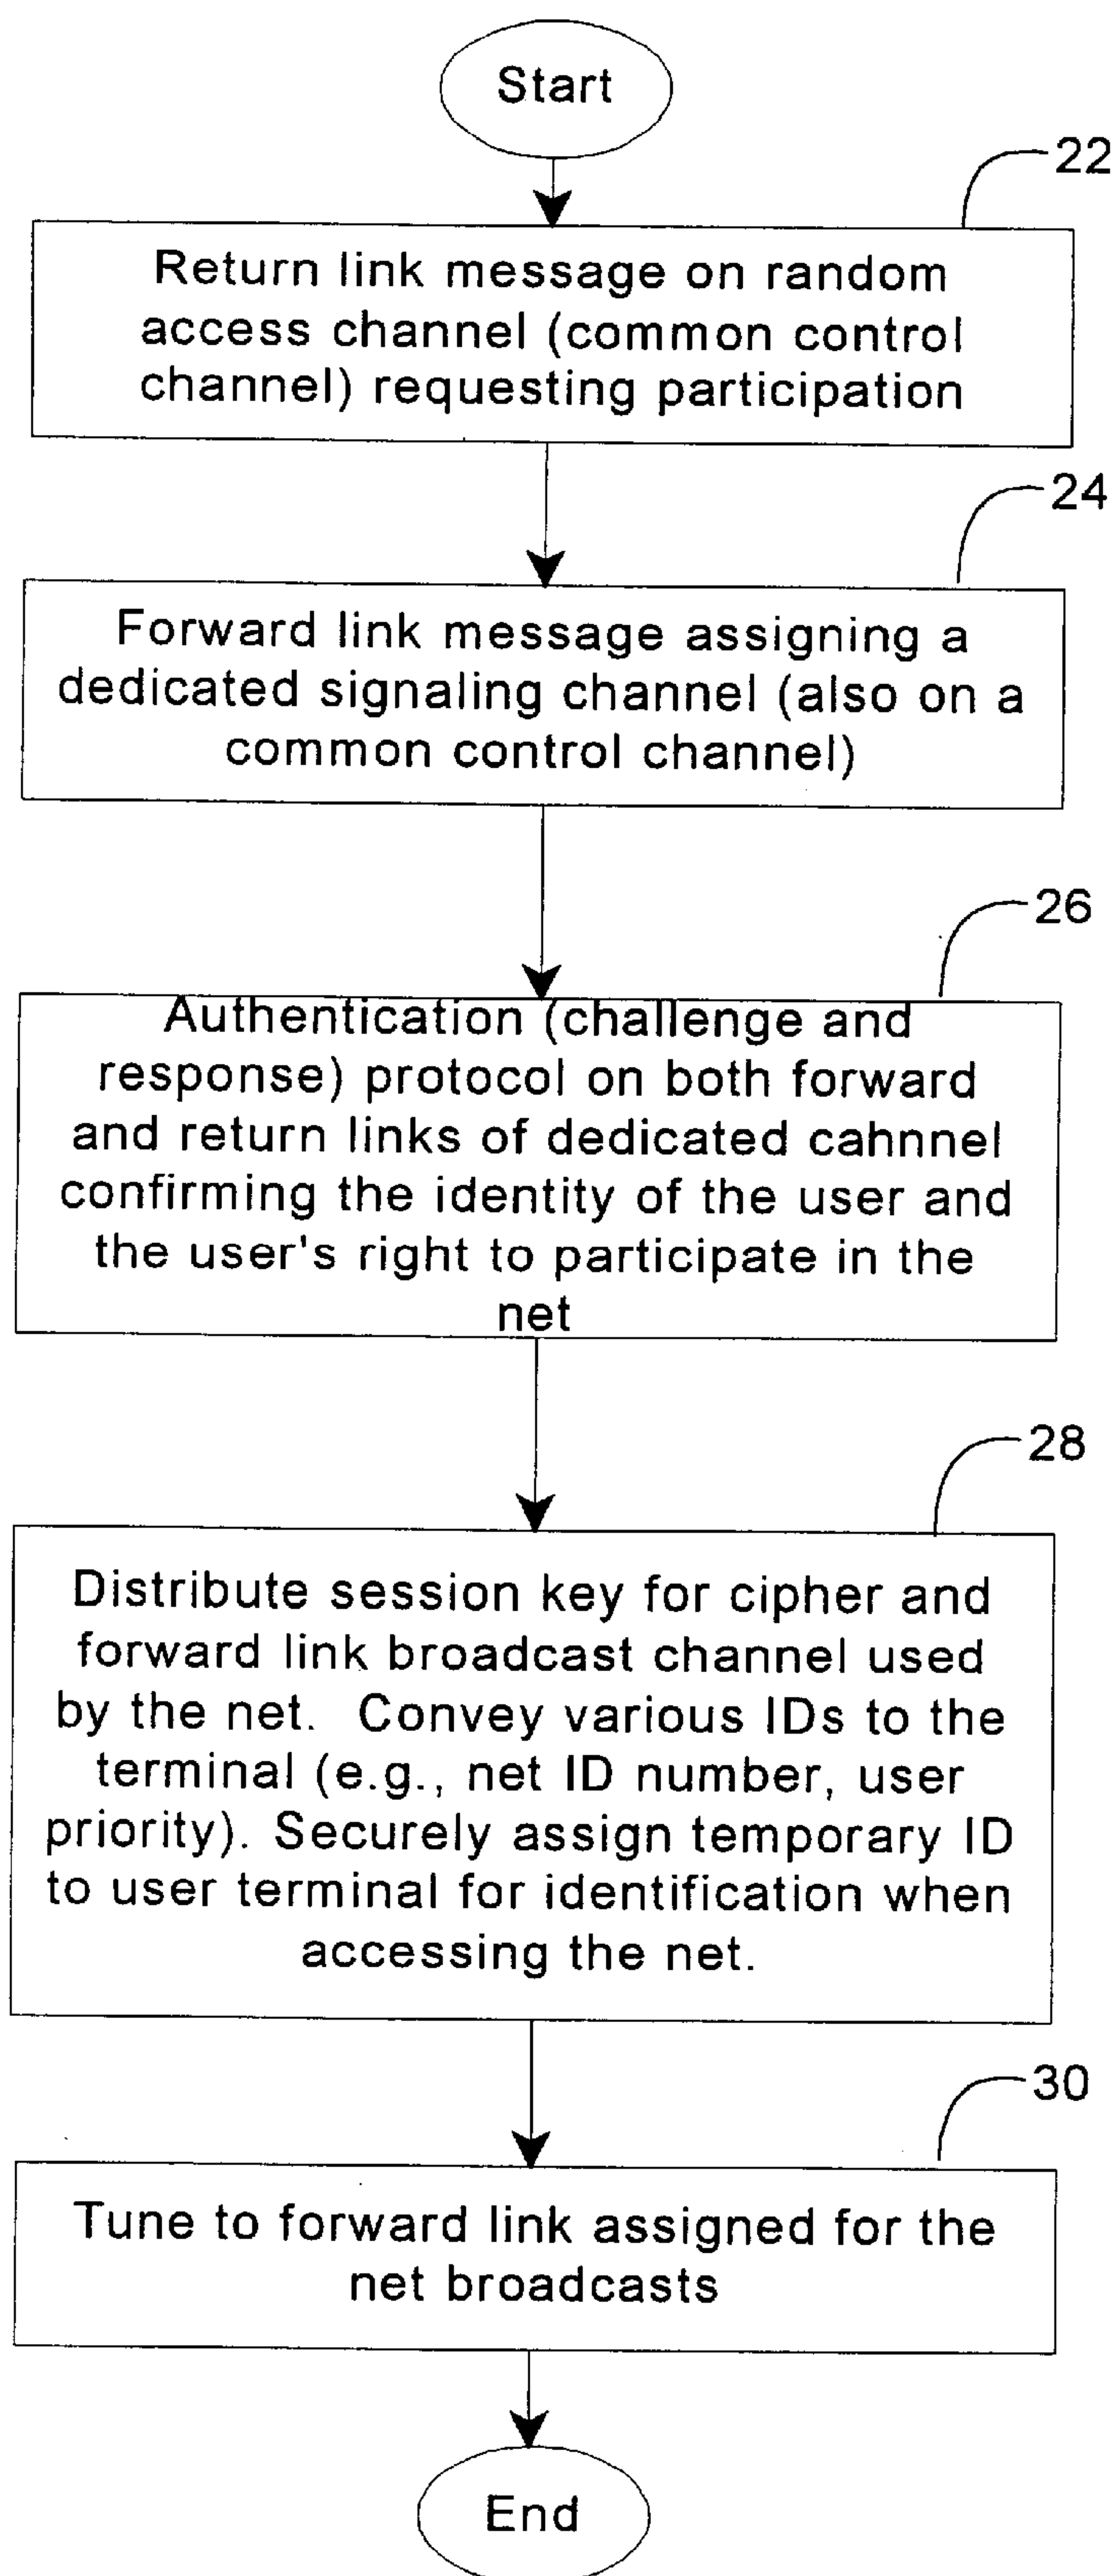 Start
22
Return link message on random
access channel (common control
channel) requesting participation
24
Forward link message assigning a
dedicated signaling channel (also on a
common control channel)
26
Authentication (challenge and
response) protocol on both forward
and return links of dedicated cahnnel
confirming the identity of the user and
the user's right to participate in the
net
28
Distribute session key for cipher and
forward link broadcast channel used
by the net.  Convey various IDs to the
terminal (e.g., net ID number, user
priority). Securely assign temporary ID
to user terminal for identification when
accessing the net.
30
Tune to forward link assigned for the
net broadcasts
End